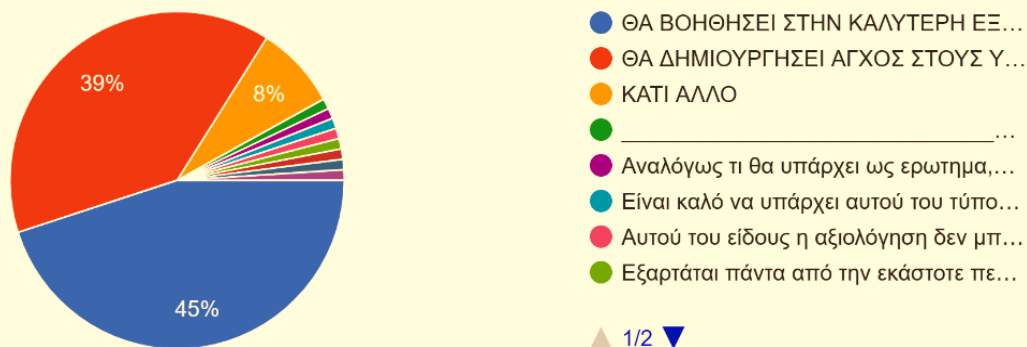 39%
8%
45%
ΘΑ ΒΟΗΘΗΣΕΙ ΣΤΗΝ ΚΑΛΥΤΕΡΗ ΕΞ...
ΘΑ ΔΗΜΙΟΥΡΓΗΣΕΙ ΑΓΧΟΣ ΣΤΟΥΣ Υ...
ΚΑΤΙ ΑΛΛΟ
________________________________...
Αναλόγως τι θα υπάρχει ως ερωτημα,...
Είναι καλό να υπάρχει αυτού του τύπο...
Αυτού του είδους η αξιολόγηση δεν μπ...
Εξαρτάται πάντα από την εκάστοτε πε...
1/2